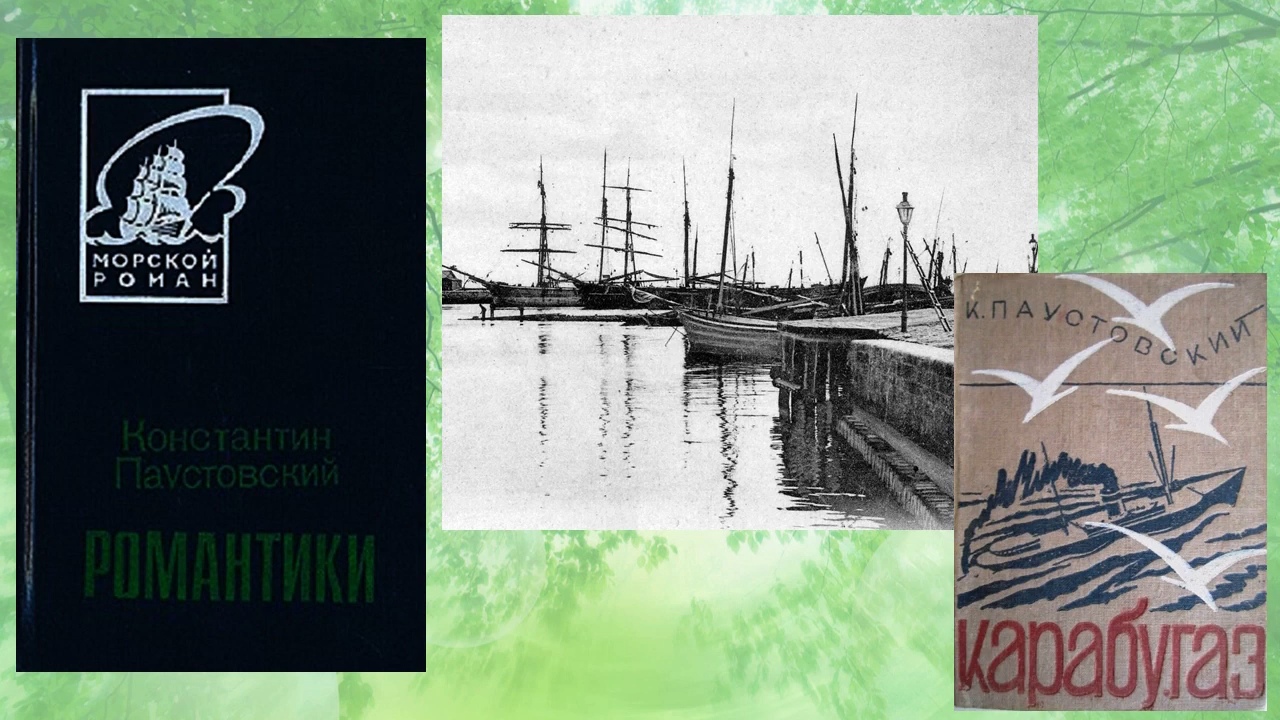 МОРСКОЙ
РОМАН
Константин
Паустовский
РОМАНТИКИ
К. ПАУСТОВСКИЙ
карабугаз